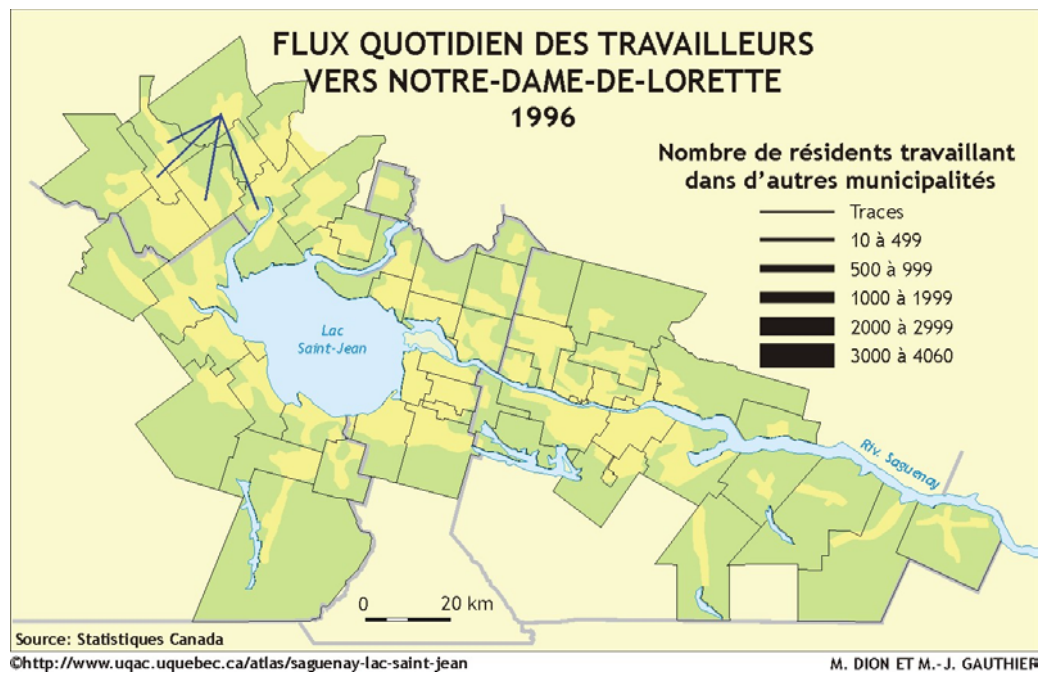 FLUX QUOTIDIEN DES TRAVAILLEURS
VERS NOTRE-DAME-DE-LORETTE
1996
Nombre de résidents travaillant
dans d'autres municipalités
Traces
10 à 499
500 à 999
1000 à 1999
2000 à 2999
3000 à 4060
Lac
Saint-Jean
Riv. Saguenay
0 20 km
Source: Statistiques Canada
©http://www.uqac.uquebec.ca/atlas/saguenay-lac-saint-jean
M. DION ET M.- J. GAUTHIER